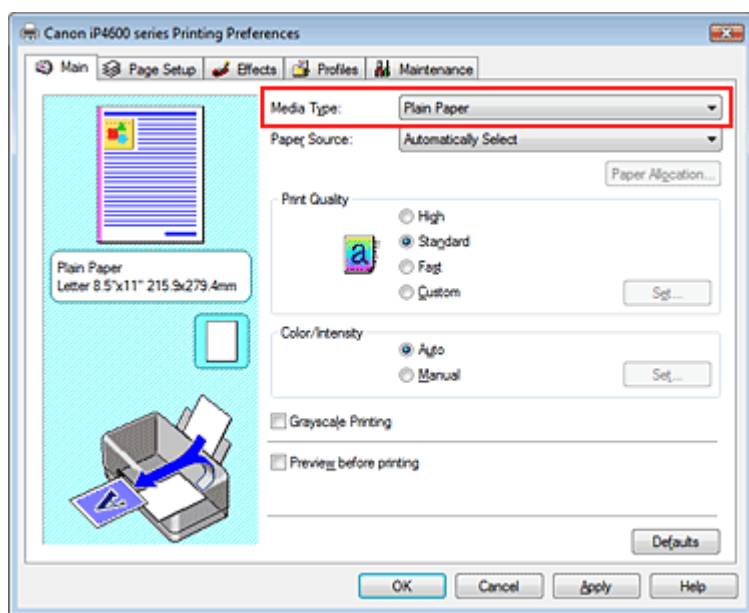 Canon iP4600 series Printing Preferences
Main Page Setup Effects Profiles Maintenance
Media Type: Plain Paper
Paper Source: Automatically Select
Paper Allocation...
Print Quality
High
a Standard
Fast
Custom Set...
Plain Paper
Letter 8.5"x11" 215.9x279.4mm
Color/Intensity
Auto
Manual Set...
Grayscale Printing
Preview before printing
A
Defaults
OK Cancel Apply Help